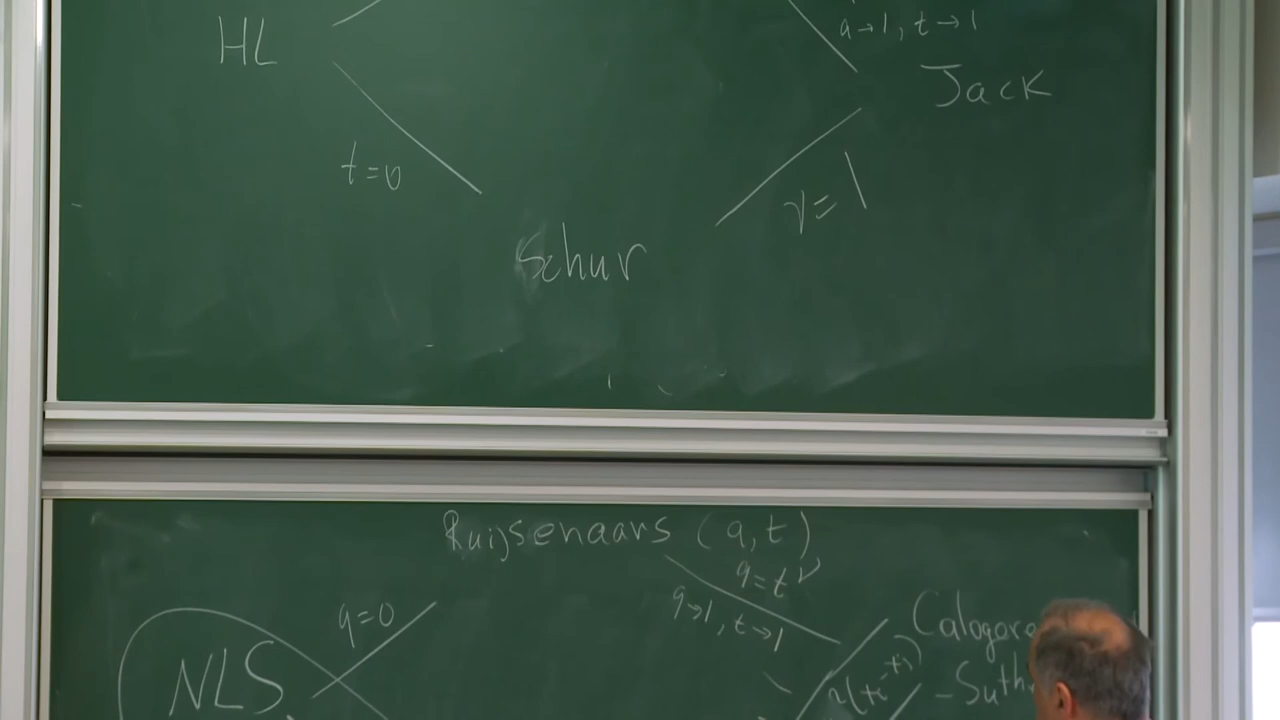 q→1, t→1
HL
Jack
t=0
γ=1
Schur
Ruijsenaars (q,t)
q=t^ν
q=0
q→1, t→1
Calogero
NLS
-Suth